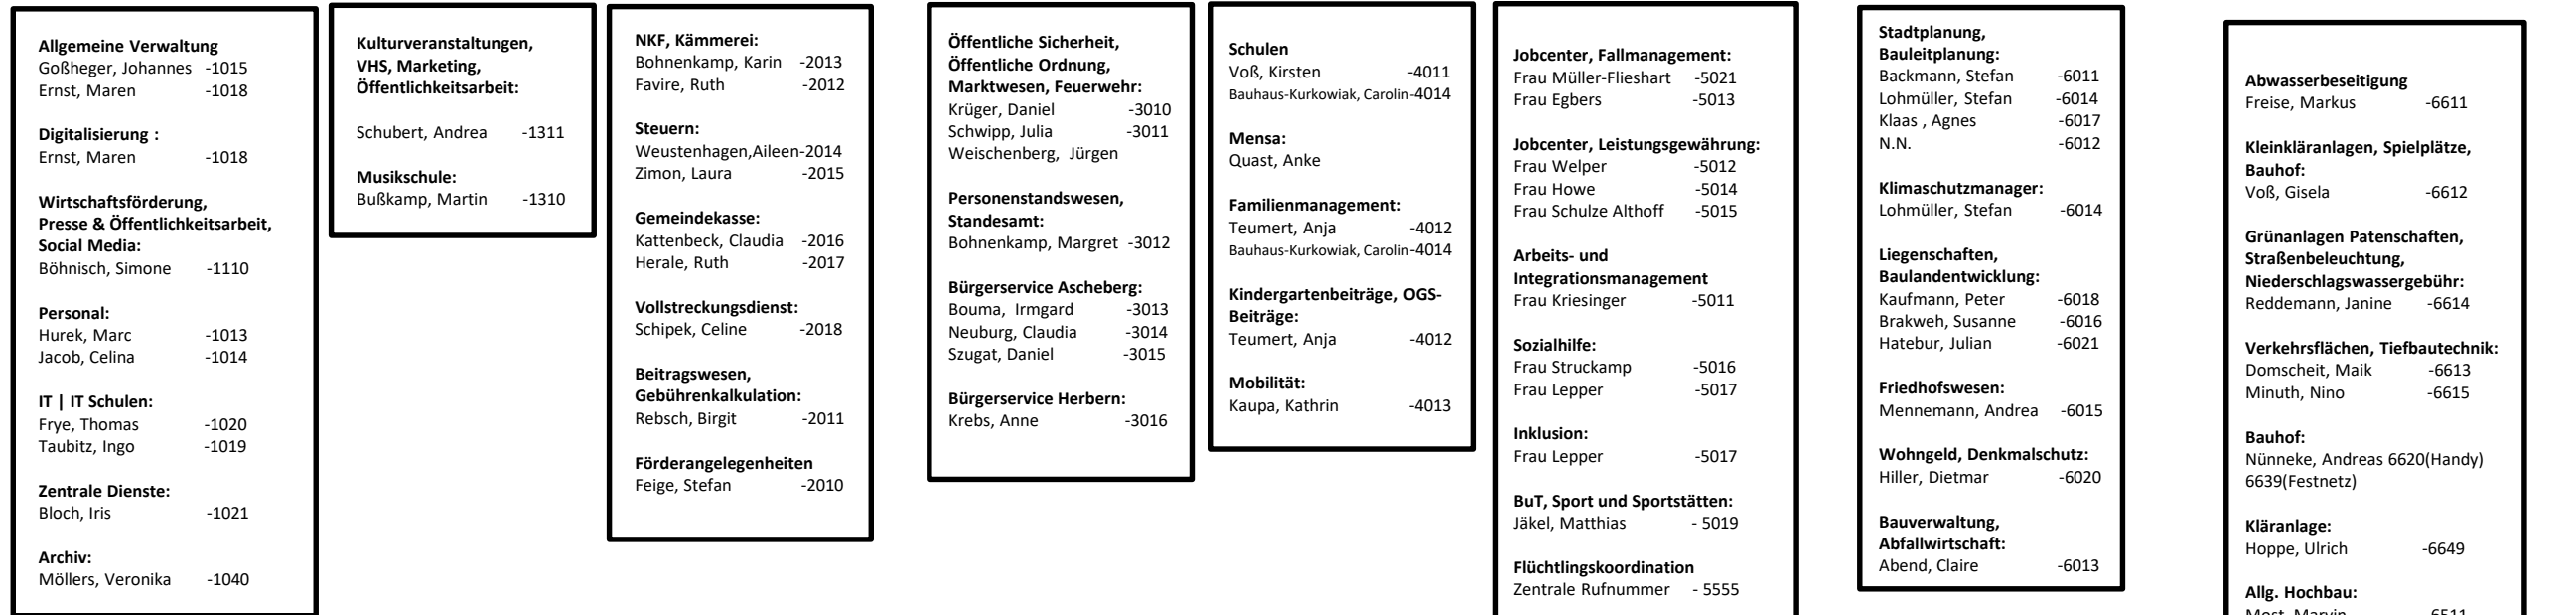 Allgemeine Verwaltung
Goßheger, Johannes -1015
Ernst, Maren -1018
Digitalisierung :
Ernst, Maren -1018
Wirtschaftsförderung,
Presse & Öffentlichkeitsarbeit,
Social Media:
Böhnisch, Simone -1110
Personal:
Hurek, Marc -1013
Jacob, Celina -1014
IT | IT Schulen:
Frye, Thomas -1020
Taubitz, Ingo -1019
Zentrale Dienste:
Bloch, Iris -1021
Archiv:
Möllers, Veronika -1040
Kulturveranstaltungen,
VHS, Marketing,
Öffentlichkeitsarbeit:
Schubert, Andrea -1311
Musikschule:
Bußkamp, Martin -1310
NKF, Kämmerei:
Bohnenkamp, Karin -2013
Favire, Ruth -2012
Steuern:
Weustenhagen,Aileen-2014
Zimon, Laura -2015
Gemeindekasse:
Kattenbeck, Claudia -2016
Herale, Ruth -2017
Vollstreckungsdienst:
Schipek, Celine -2018
Beitragswesen,
Gebührenkalkulation:
Rebsch, Birgit -2011
Förderangelegenheiten
Feige, Stefan -2010
Öffentliche Sicherheit,
Öffentliche Ordnung,
Marktwesen, Feuerwehr:
Krüger, Daniel -3010
Schwipp, Julia -3011
Weischenberg, Jürgen
Personenstandswesen,
Standesamt:
Bohnenkamp, Margret -3012
Bürgerservice Ascheberg:
Bouma, Irmgard -3013
Neuburg, Claudia -3014
Szugat, Daniel -3015
Bürgerservice Herbern:
Krebs, Anne -3016
Schulen
Voß, Kirsten -4011
Bauhaus-Kurkowiak, Carolin-4014
Mensa:
Quast, Anke
Familienmanagement:
Teumert, Anja -4012
Bauhaus-Kurkowiak, Carolin-4014
Kindergartenbeiträge, OGS-
Beiträge:
Teumert, Anja -4012
Mobilität:
Kaupa, Kathrin -4013
Jobcenter, Fallmanagement:
Frau Müller-Flieshart -5021
Frau Egbers -5013
Jobcenter, Leistungsgewährung:
Frau Welper -5012
Frau Howe -5014
Frau Schulze Althoff -5015
Arbeits- und
Integrationsmanagement
Frau Kriesinger -5011
Sozialhilfe:
Frau Struckamp -5016
Frau Lepper -5017
Inklusion:
Frau Lepper -5017
BuT, Sport und Sportstätten:
Jäkel, Matthias - 5019
Flüchtlingskoordination
Zentrale Rufnummer - 5555
Stadtplanung,
Bauleitplanung:
Backmann, Stefan -6011
Lohmüller, Stefan -6014
Klaas , Agnes -6017
N.N. -6012
Klimaschutzmanager:
Lohmüller, Stefan -6014
Liegenschaften,
Baulandentwicklung:
Kaufmann, Peter -6018
Brakweh, Susanne -6016
Hatebur, Julian -6021
Friedhofswesen:
Mennemann, Andrea -6015
Wohngeld, Denkmalschutz:
Hiller, Dietmar -6020
Bauverwaltung,
Abfallwirtschaft:
Abend, Claire -6013
Abwasserbeseitigung
Freise, Markus -6611
Kleinkläranlagen, Spielplätze,
Bauhof:
Voß, Gisela -6612
Grünanlagen Patenschaften,
Straßenbeleuchtung,
Niederschlagswassergebühr:
Reddemann, Janine -6614
Verkehrsflächen, Tiefbautechnik:
Domscheit, Maik -6613
Minuth, Nino -6615
Bauhof:
Nünneke, Andreas 6620(Handy)
6639(Festnetz)
Kläranlage:
Hoppe, Ulrich -6649
Allg. Hochbau:
Most, Marvin -6511